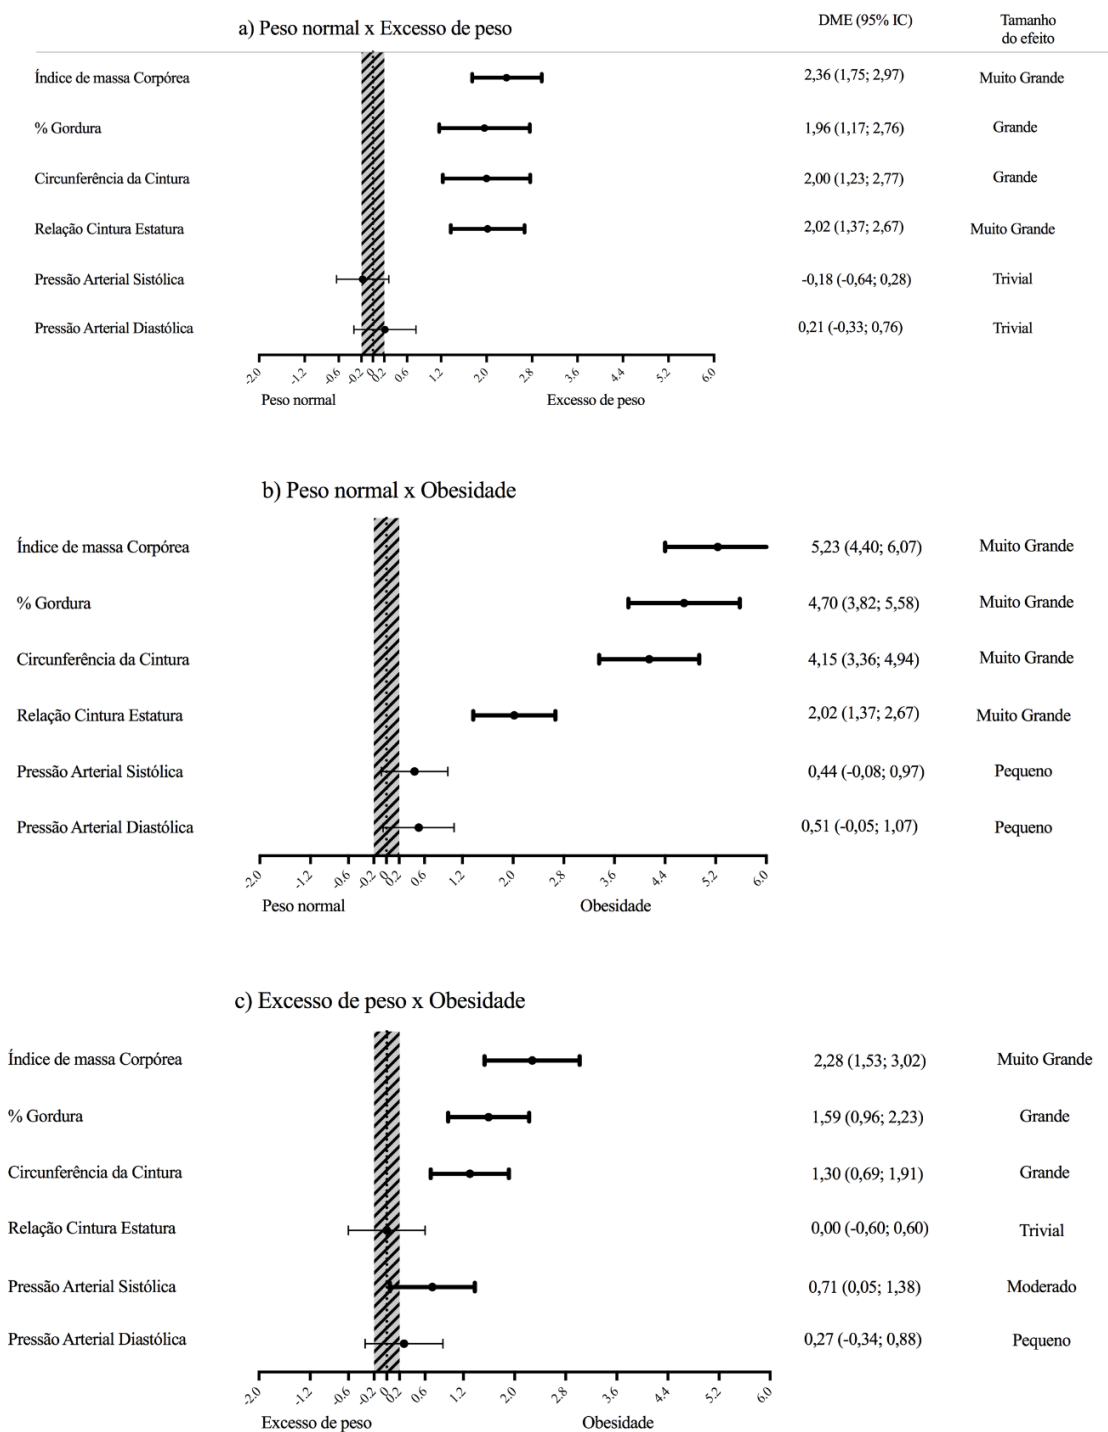 a) Peso normal x Excesso de peso
DME (95% IC)
Tamanho
do efeito
Índice de massa Corpórea 2,36 (1,75; 2,97) Muito Grande
% Gordura 1,96 (1,17; 2,76) Grande
Circunferência da Cintura 2,00 (1,23; 2,77) Grande
Relação Cintura Estatura 2,02 (1,37; 2,67) Muito Grande
Pressão Arterial Sistólica -0,18 (-0,64; 0,28) Trivial
Pressão Arterial Diastólica 0,21 (-0,33; 0,76) Trivial
-2.0 -1.2 -0.6 -0.2 0 0.2 0.6 1.2 2.0 2.8 3.6 4.4 5.2 6.0
Peso normal Excesso de peso
b) Peso normal x Obesidade
Índice de massa Corpórea 5,23 (4,40; 6,07) Muito Grande
% Gordura 4,70 (3,82; 5,58) Muito Grande
Circunferência da Cintura 4,15 (3,36; 4,94) Muito Grande
Relação Cintura Estatura 2,02 (1,37; 2,67) Muito Grande
Pressão Arterial Sistólica 0,44 (-0,08; 0,97) Pequeno
Pressão Arterial Diastólica 0,51 (-0,05; 1,07) Pequeno
-2.0 -1.2 -0.6 -0.2 0 0.2 0.6 1.2 2.0 2.8 3.6 4.4 5.2 6.0
Peso normal Obesidade
c) Excesso de peso x Obesidade
Índice de massa Corpórea 2,28 (1,53; 3,02) Muito Grande
% Gordura 1,59 (0,96; 2,23) Grande
Circunferência da Cintura 1,30 (0,69; 1,91) Grande
Relação Cintura Estatura 0,00 (-0,60; 0,60) Trivial
Pressão Arterial Sistólica 0,71 (0,05; 1,38) Moderado
Pressão Arterial Diastólica 0,27 (-0,34; 0,88) Pequeno
-2.0 -1.2 -0.6 -0.2 0 0.2 0.6 1.2 2.0 2.8 3.6 4.4 5.2 6.0
Excesso de peso Obesidade